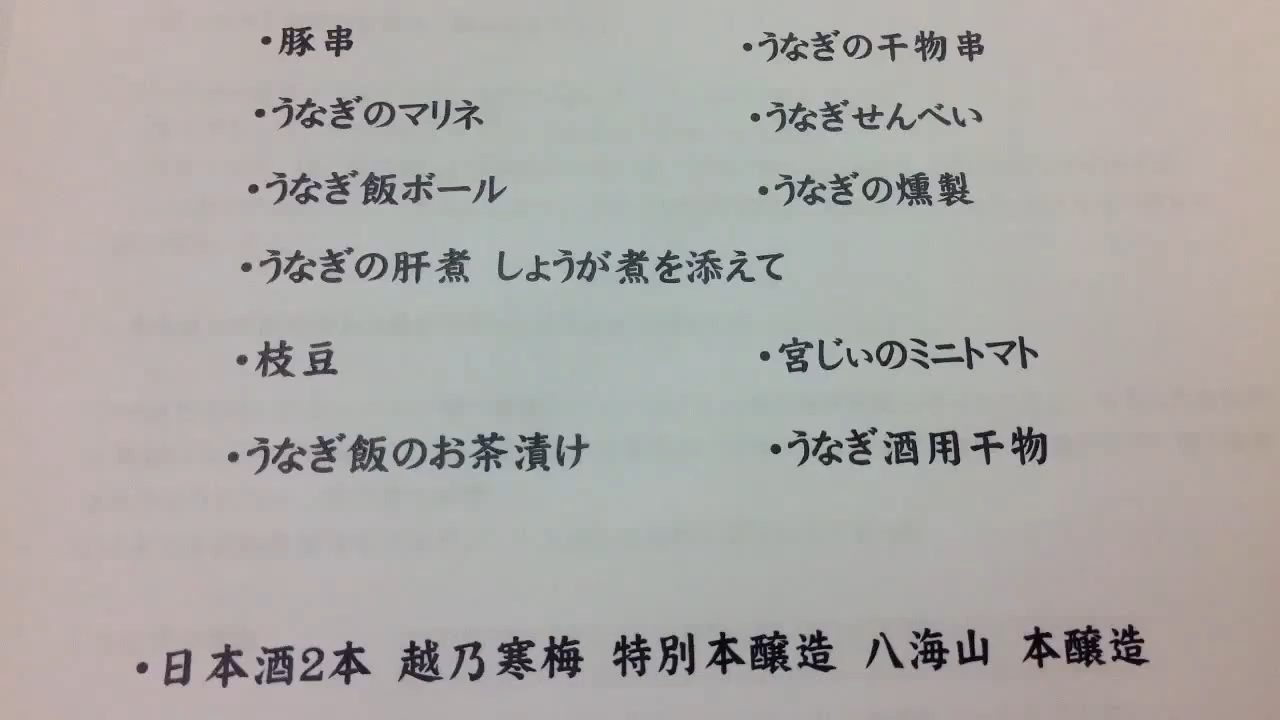 ・豚串 ・うなぎの干物串
・うなぎのマリネ ・うなぎせんべい
・うなぎ飯ボール ・うなぎの燻製
・うなぎの肝煮 しょうが煮を添えて
・枝豆 ・宮じぃのミニトマト
・うなぎ飯のお茶漬け ・うなぎ酒用干物
・日本酒2本 越乃寒梅 特別本醸造 八海山 本醸造